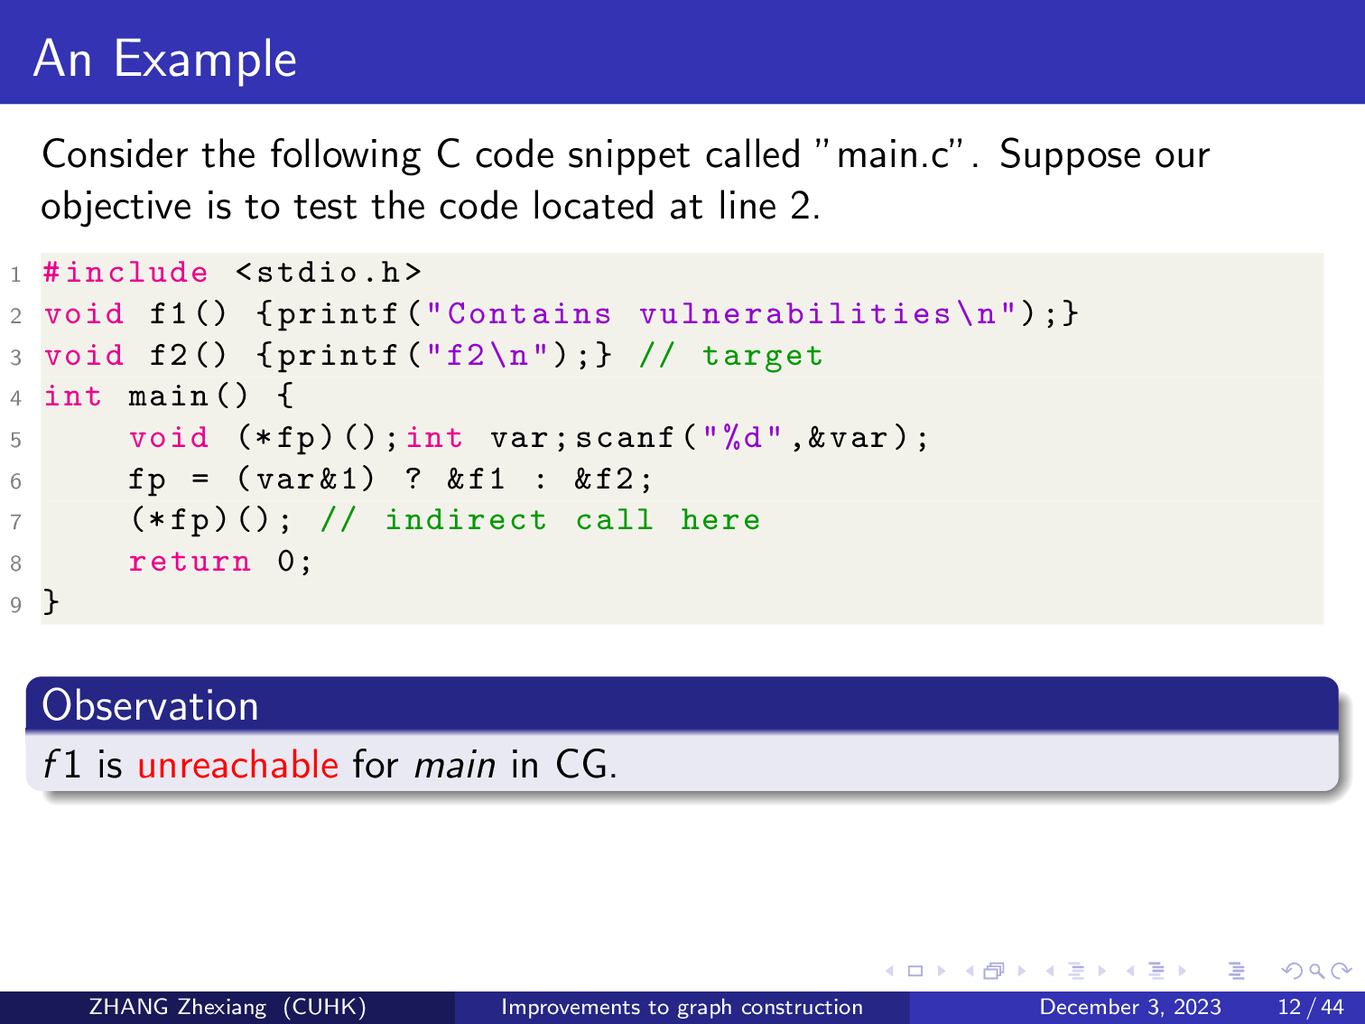 An Example
Consider the following C code snippet called ”main.c”. Suppose our
objective is to test the code located at line 2.
1 #include <stdio.h>
2 void f1() {printf("Contains vulnerabilities\n");}
3 void f2() {printf("f2\n");} // target
4 int main() {
5 void (*fp)();int var;scanf("%d",&var);
6 fp = (var&1) ? &f1 : &f2;
7 (*fp)(); // indirect call here
8 return 0;
9 }
Observation
f1 is unreachable for main in CG.
ZHANG Zhexiang (CUHK) Improvements to graph construction December 3, 2023 12 / 44